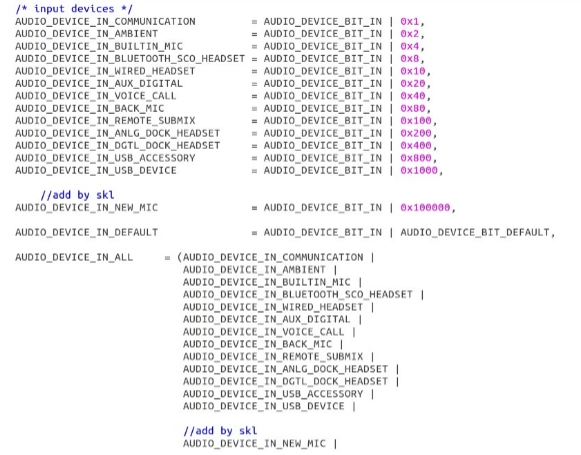 /* input devices */
AUDIO_DEVICE_IN_COMMUNICATION = AUDIO_DEVICE_BIT_IN | 0x1,
AUDIO_DEVICE_IN_AMBIENT = AUDIO_DEVICE_BIT_IN | 0x2,
AUDIO_DEVICE_IN_BUILTIN_MIC = AUDIO_DEVICE_BIT_IN | 0x4,
AUDIO_DEVICE_IN_BLUETOOTH_SCO_HEADSET = AUDIO_DEVICE_BIT_IN | 0x8,
AUDIO_DEVICE_IN_WIRED_HEADSET = AUDIO_DEVICE_BIT_IN | 0x10,
AUDIO_DEVICE_IN_AUX_DIGITAL = AUDIO_DEVICE_BIT_IN | 0x20,
AUDIO_DEVICE_IN_VOICE_CALL = AUDIO_DEVICE_BIT_IN | 0x40,
AUDIO_DEVICE_IN_BACK_MIC = AUDIO_DEVICE_BIT_IN | 0x80,
AUDIO_DEVICE_IN_REMOTE_SUBMIX = AUDIO_DEVICE_BIT_IN | 0x100,
AUDIO_DEVICE_IN_ANLG_DOCK_HEADSET = AUDIO_DEVICE_BIT_IN | 0x200,
AUDIO_DEVICE_IN_DGTL_DOCK_HEADSET = AUDIO_DEVICE_BIT_IN | 0x400,
AUDIO_DEVICE_IN_USB_ACCESSORY = AUDIO_DEVICE_BIT_IN | 0x800,
AUDIO_DEVICE_IN_USB_DEVICE = AUDIO_DEVICE_BIT_IN | 0x1000,
//add by skl
AUDIO_DEVICE_IN_NEW_MIC = AUDIO_DEVICE_BIT_IN | 0x100000,
AUDIO_DEVICE_IN_DEFAULT = AUDIO_DEVICE_BIT_IN | AUDIO_DEVICE_BIT_DEFAULT,
AUDIO_DEVICE_IN_ALL = (AUDIO_DEVICE_IN_COMMUNICATION |
AUDIO_DEVICE_IN_AMBIENT |
AUDIO_DEVICE_IN_BUILTIN_MIC |
AUDIO_DEVICE_IN_BLUETOOTH_SCO_HEADSET |
AUDIO_DEVICE_IN_WIRED_HEADSET |
AUDIO_DEVICE_IN_AUX_DIGITAL |
AUDIO_DEVICE_IN_VOICE_CALL |
AUDIO_DEVICE_IN_BACK_MIC |
AUDIO_DEVICE_IN_REMOTE_SUBMIX |
AUDIO_DEVICE_IN_ANLG_DOCK_HEADSET |
AUDIO_DEVICE_IN_DGTL_DOCK_HEADSET |
AUDIO_DEVICE_IN_USB_ACCESSORY |
AUDIO_DEVICE_IN_USB_DEVICE |
//add by skl
AUDIO_DEVICE_IN_NEW_MIC |